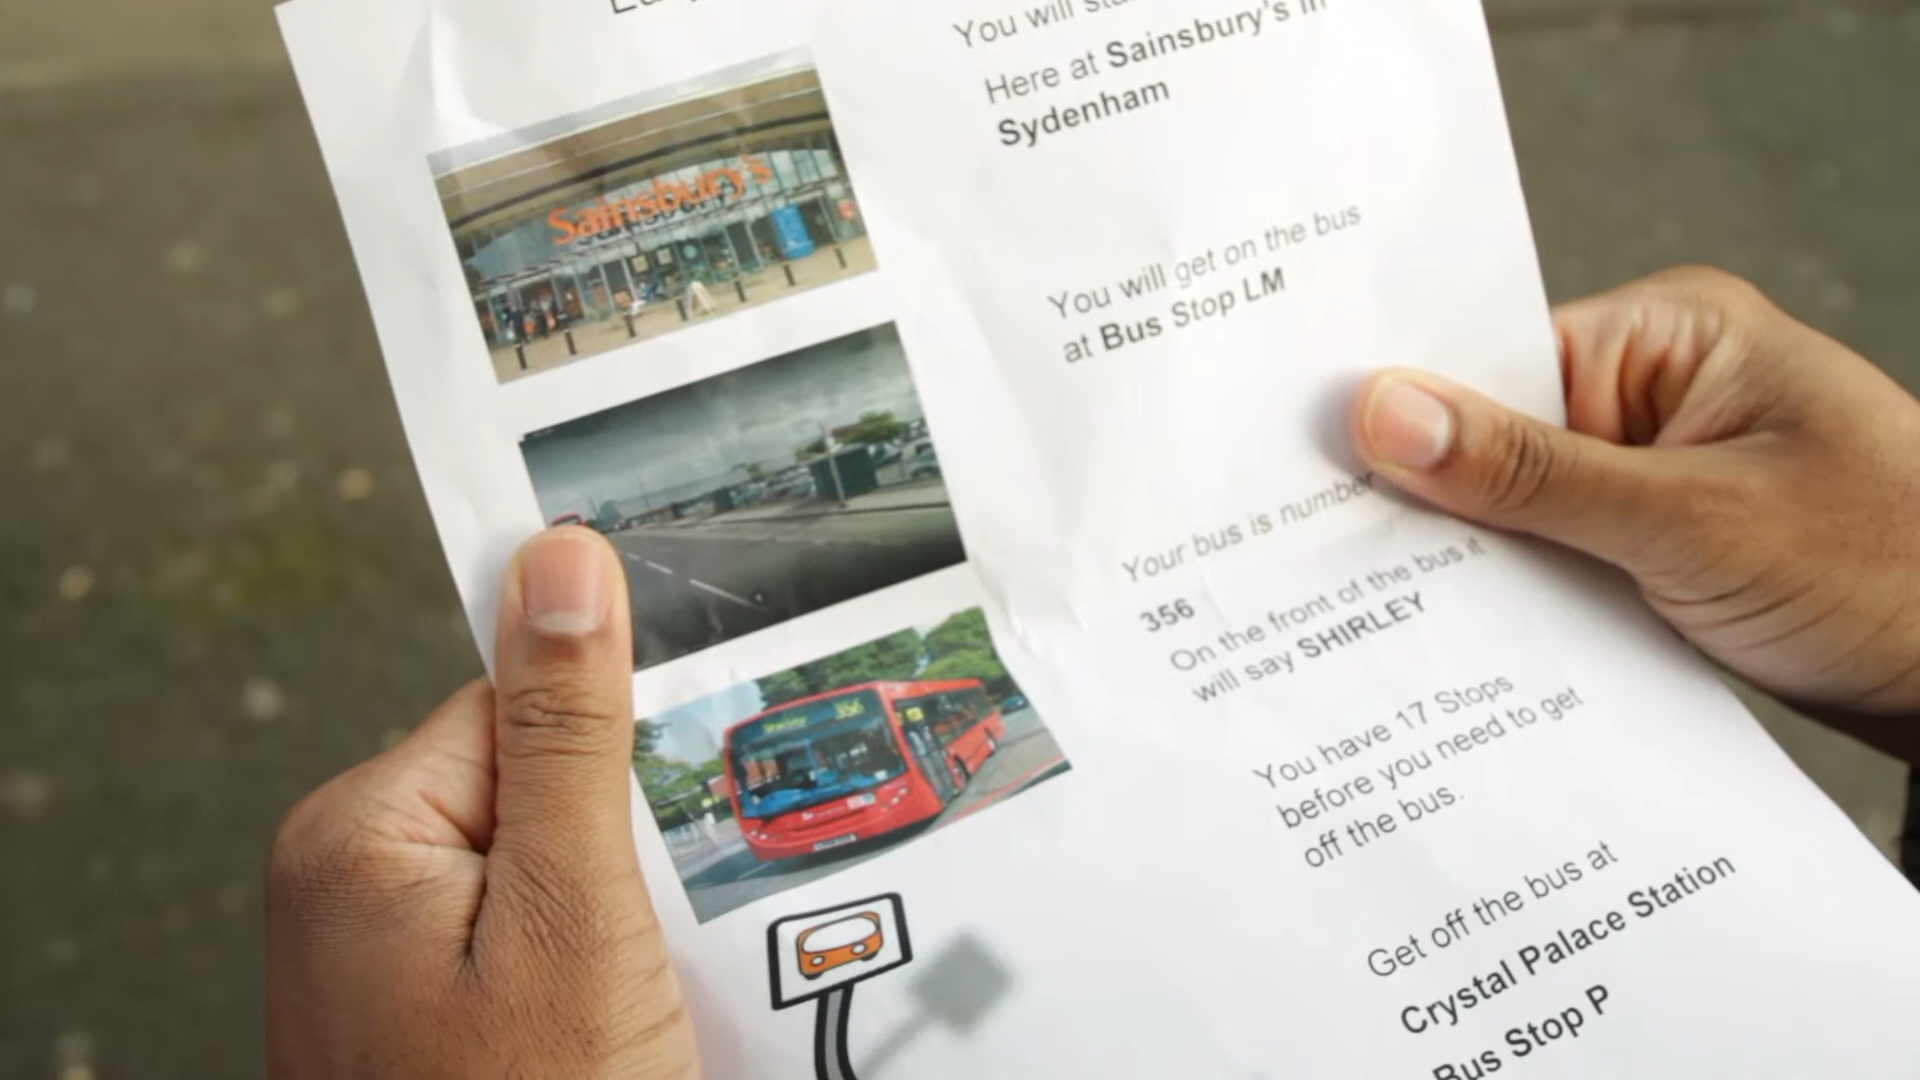 You will
Here at Sainsbury's in
Sydenham
Sainsbury's
You will get on the bus
at Bus Stop LM
Your bus is number
356
On the front of the bus it
will say SHIRLEY
356
You have 17 Stops
before you need to get
off the bus.
Get off the bus at
Crystal Palace Station
Bus Stop P